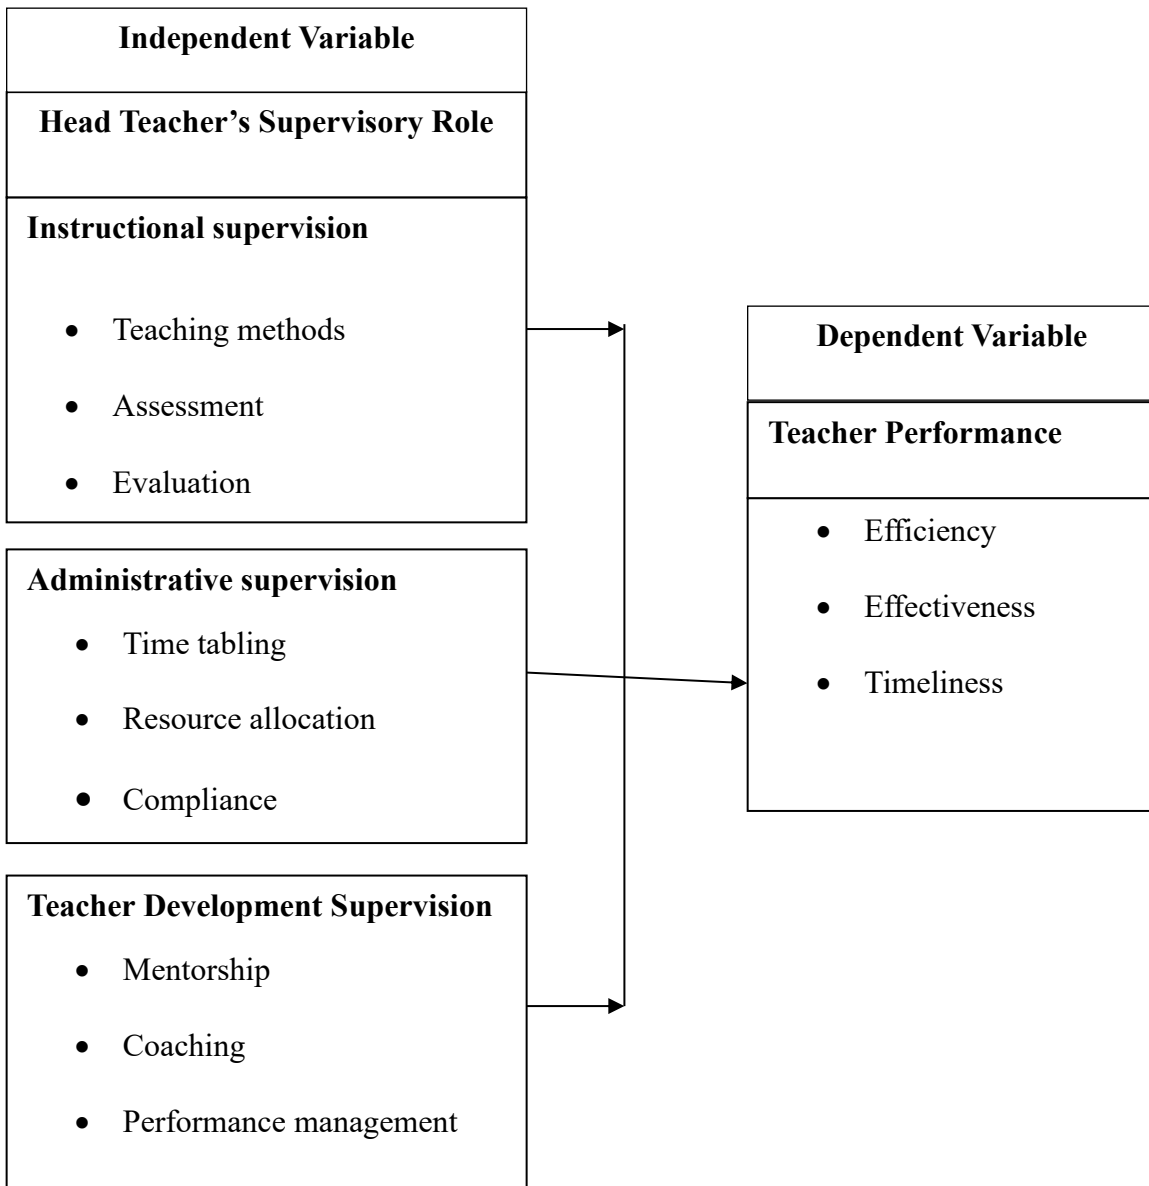 Independent Variable
Head Teacher’s Supervisory Role
Instructional supervision
• Teaching methods
• Assessment
• Evaluation
Administrative supervision
• Time tabling
• Resource allocation
• Compliance
Teacher Development Supervision
• Mentorship
• Coaching
• Performance management
Dependent Variable
Teacher Performance
• Efficiency
• Effectiveness
• Timeliness